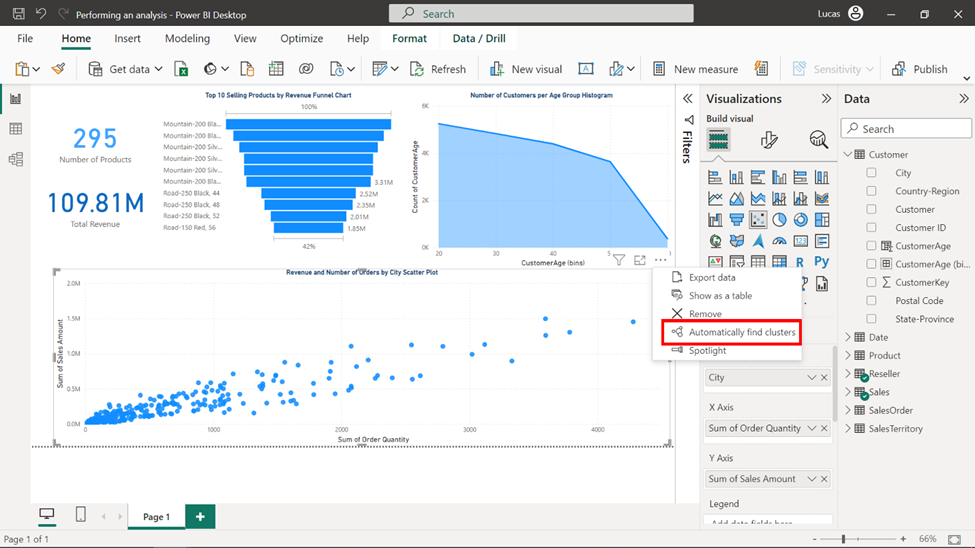 Performing an analysis - Power BI Desktop
Search
Lucas
File Home Insert Modeling View Optimize Help Format Data / Drill
Get data Refresh New visual New measure Sensitivity Publish
Top 10 Selling Products by Revenue Funnel Chart
100%
295
Number of Products
109.81M
Total Revenue
Mountain-200 Bla...
Mountain-200 Bla...
Mountain-200 Silv...
Mountain-200 Bla...
Mountain-200 Silv...
Mountain-200 Bla... 3.31M
Road-250 Black, 44 2.52M
Road-250 Black, 48 2.35M
Road-250 Black, 52 2.01M
Road-150 Red, 56 1.85M
42%
Number of Customers per Age Group Histogram
Count of CustomerAge
6K
4K
2K
0K
20 30 40
CustomerAge (bins)
Revenue and Number of Orders by City Scatter Plot
Sum of Sales Amount
2.0M
1.5M
1.0M
0.5M
0.0M
0 1000 2000 3000 4000
Sum of Order Quantity
Export data
Show as a table
Remove
Automatically find clusters
Spotlight
Filters
Visualizations
Build visual
R Py
City
X Axis
Sum of Order Quantity
Y Axis
Sum of Sales Amount
Legend
Data
Search
Customer
City
Country-Region
Customer
Customer ID
CustomerAge
CustomerAge (bi...
CustomerKey
Postal Code
State-Province
Date
Product
Reseller
Sales
SalesOrder
SalesTerritory
Page 1
Page 1 of 1
66%